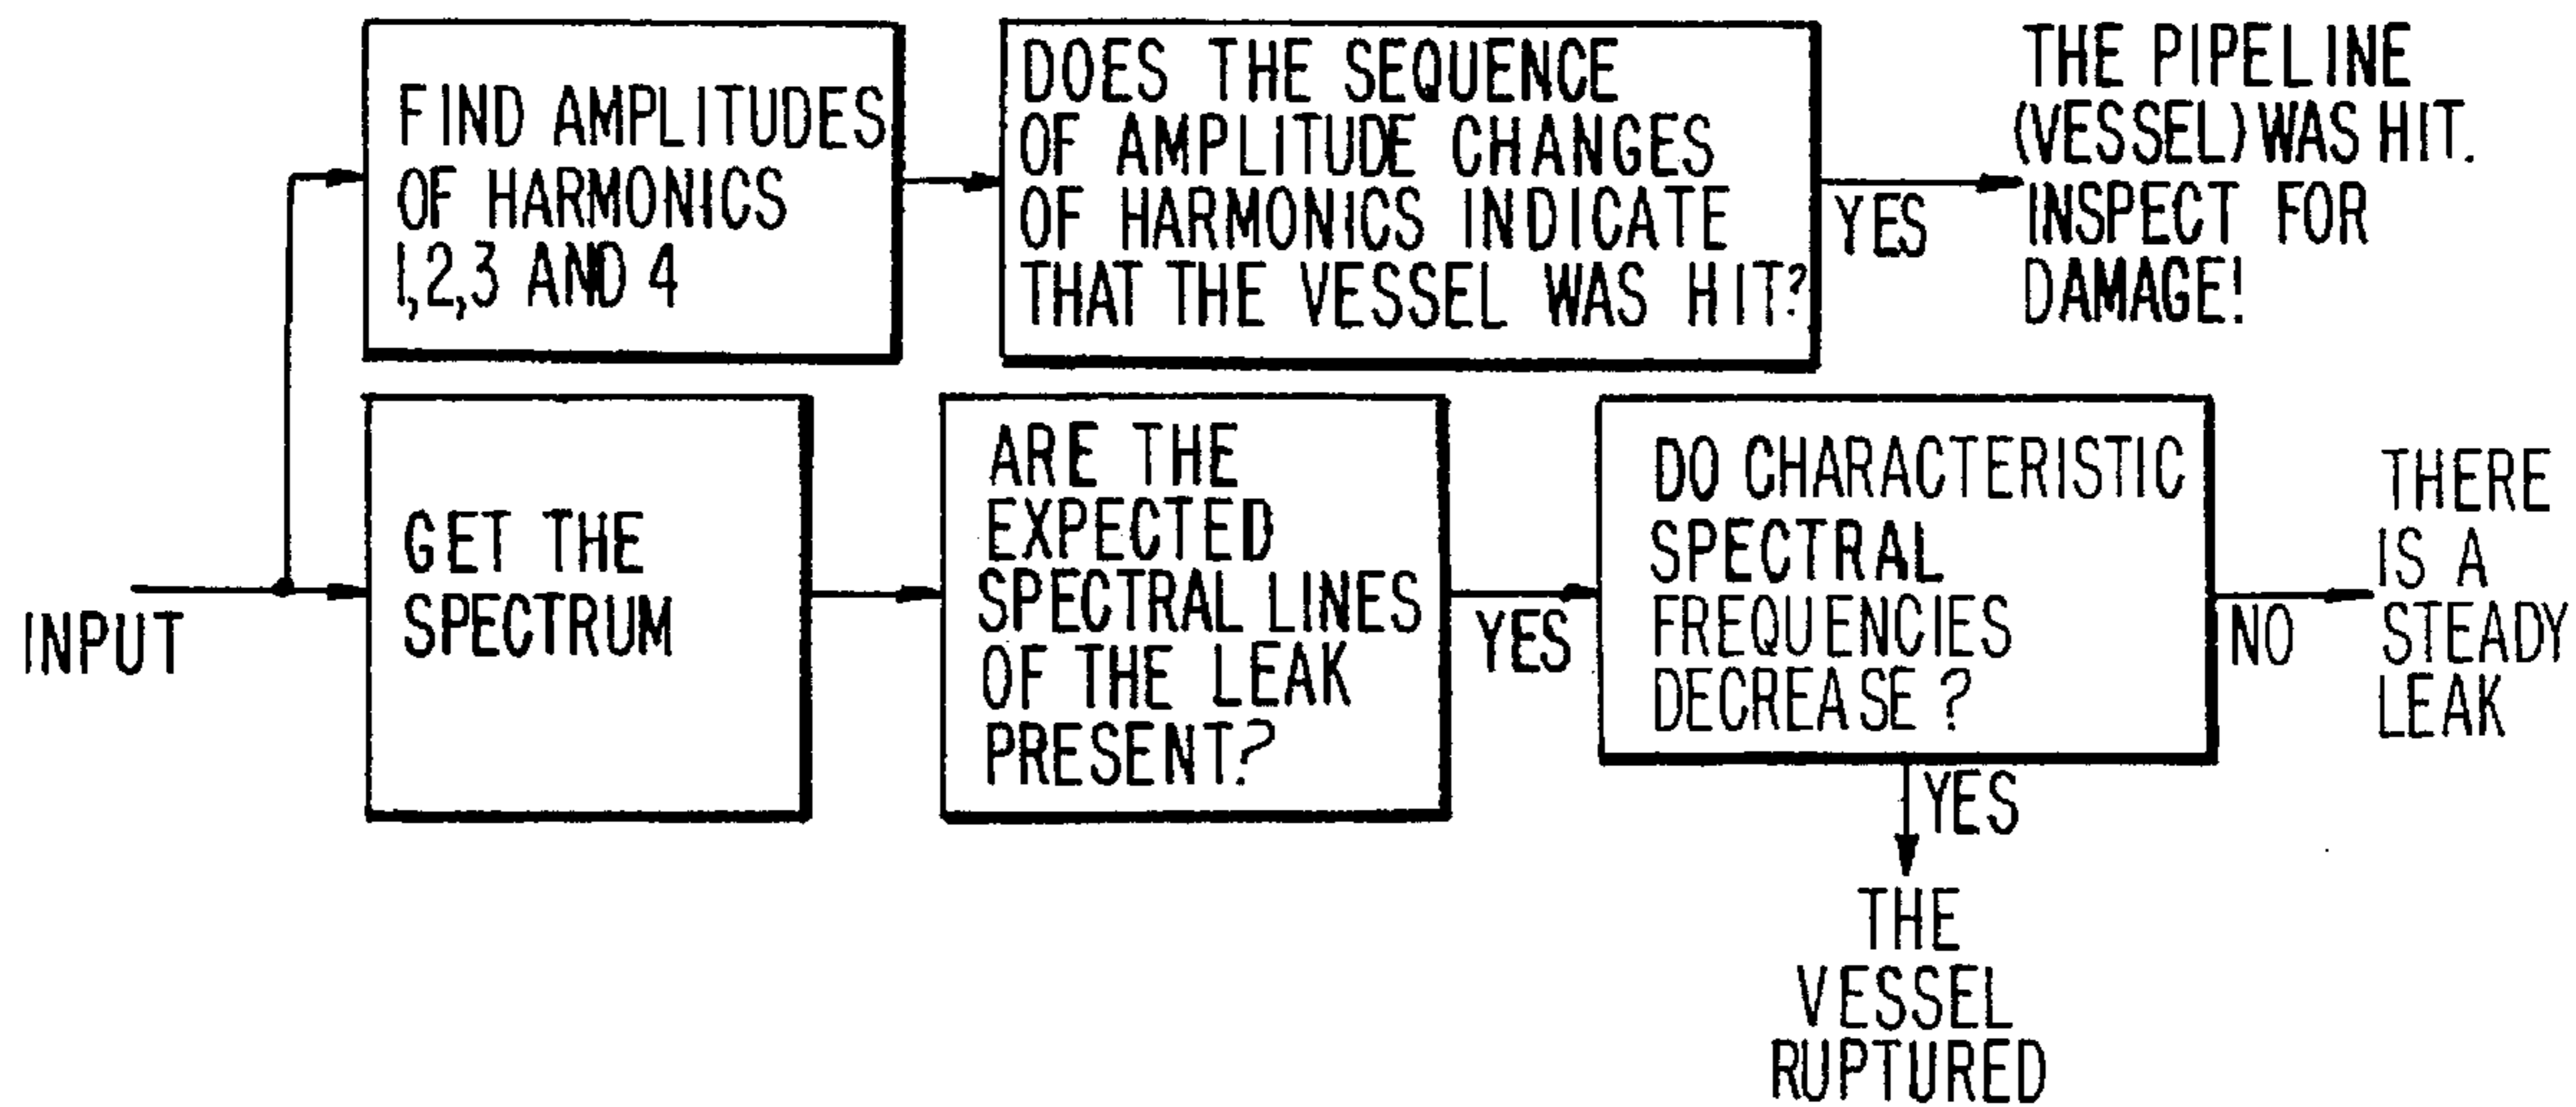 FIND AMPLITUDES
OF HARMONICS
1,2,3 AND 4
DOES THE SEQUENCE
OF AMPLITUDE CHANGES
OF HARMONICS INDICATE
THAT THE VESSEL WAS HIT?
YES
THE PIPELINE
(VESSEL) WAS HIT.
INSPECT FOR
DAMAGE!
INPUT
GET THE
SPECTRUM
ARE THE
EXPECTED
SPECTRAL LINES
OF THE LEAK
PRESENT?
YES
DO CHARACTERISTIC
SPECTRAL
FREQUENCIES
DECREASE?
NO
THERE
IS A
STEADY
LEAK
YES
THE
VESSEL
RUPTURED